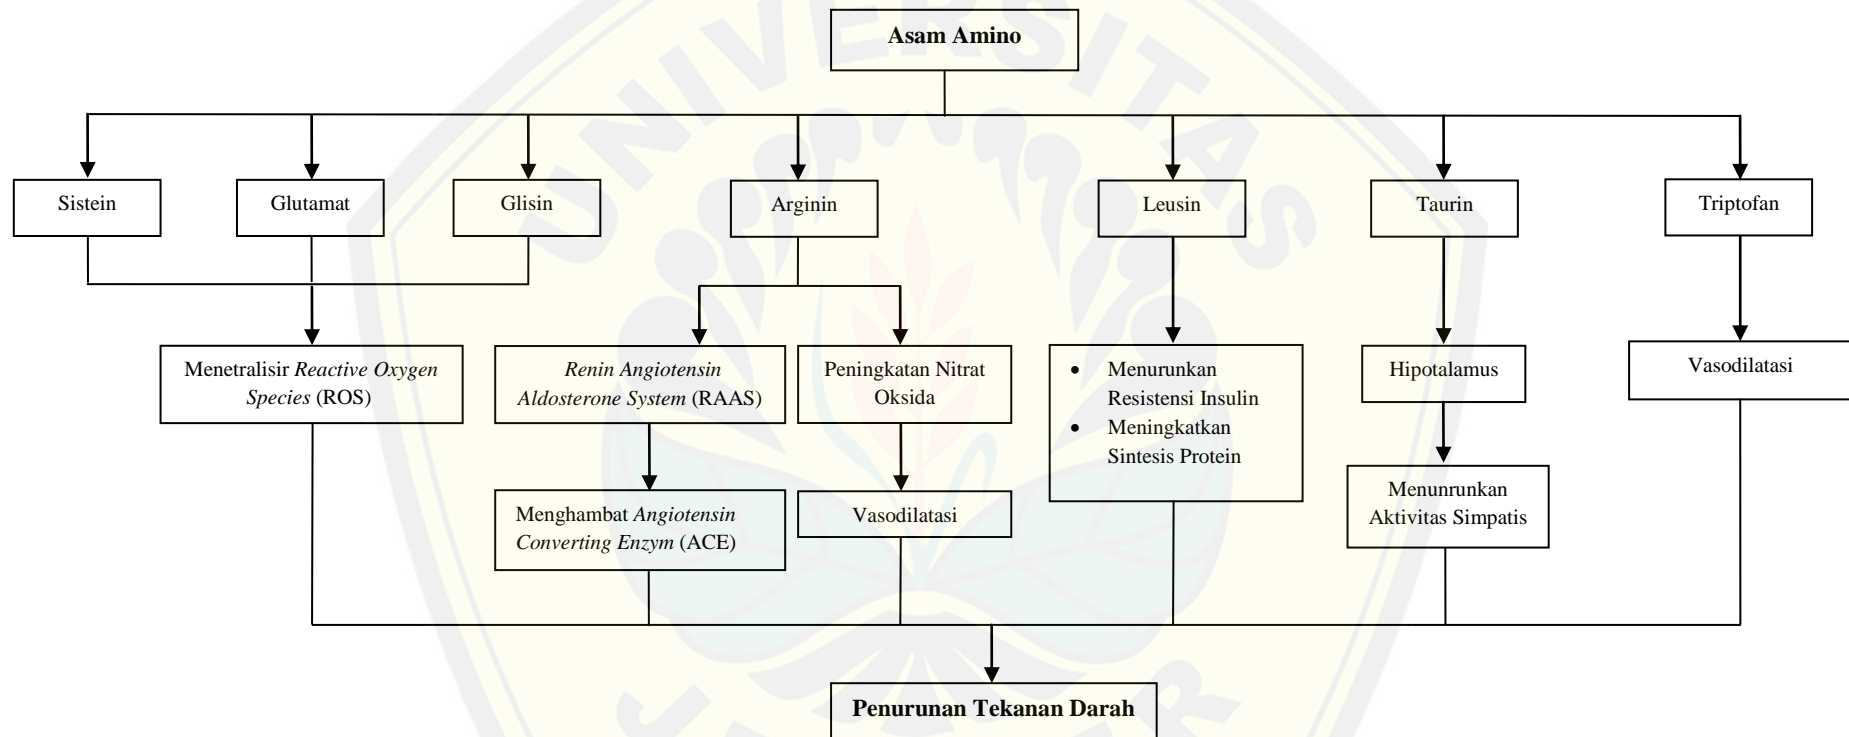 UNIVERSITAS
Asam Amino
Sistein
Glutamat
Glisin
Arginin
Leusin
Taurin
Triptofan
Menetralisir Reactive Oxygen
Species (ROS)
Renin Angiotensin
Aldosterone System (RAAS)
Peningkatan Nitrat
Oksida
• Menurunkan
Resistensi Insulin
• Meningkatkan
Sintesis Protein
Hipotalamus
Vasodilatasi
Menghambat Angiotensin
Converting Enzym (ACE)
Vasodilatasi
Menunrunkan
Aktivitas Simpatis
Penurunan Tekanan Darah